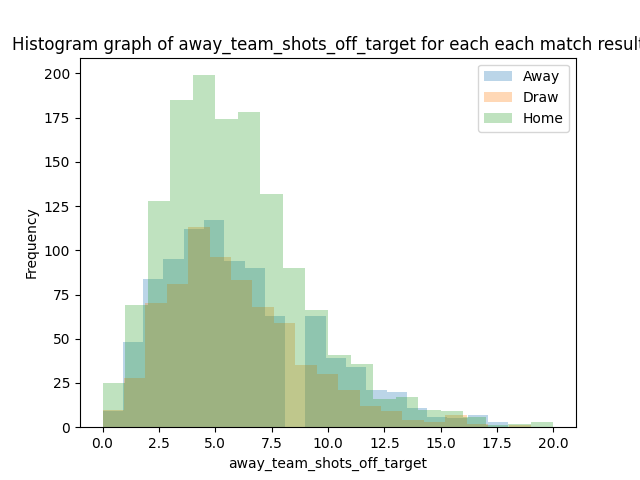 Histogram graph of away_team_shots_off_target for each each match result
Away
Draw
Home
200
175
150
125
100
75
50
25
0
Frequency
0.0 2.5 5.0 7.5 10.0 12.5 15.0 17.5 20.0
away_team_shots_off_target